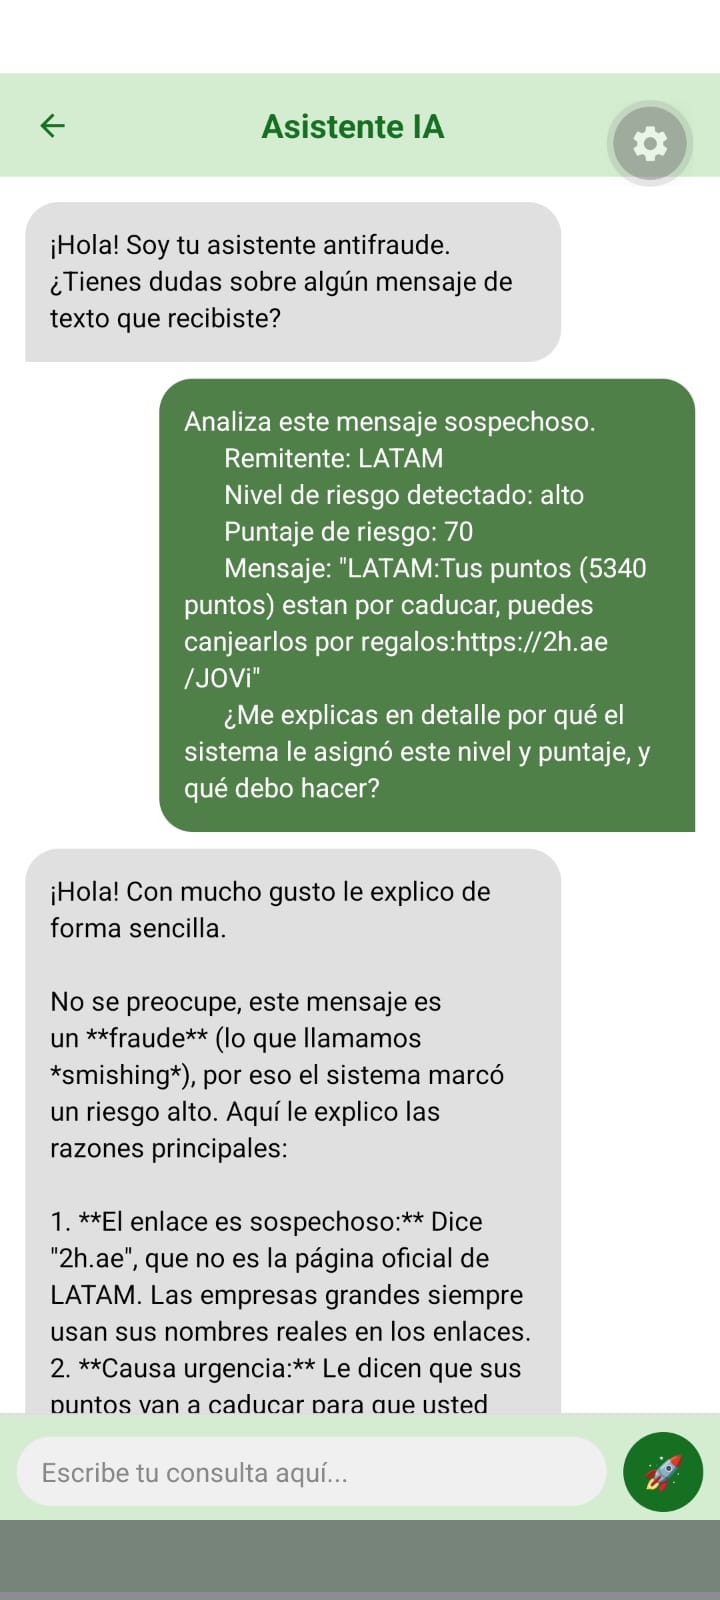 Asistente IA
¡Hola! Soy tu asistente antifraude.
¿Tienes dudas sobre algún mensaje de
texto que recibiste?
Analiza este mensaje sospechoso.
Remitente: LATAM
Nivel de riesgo detectado: alto
Puntaje de riesgo: 70
Mensaje: "LATAM:Tus puntos (5340
puntos) estan por caducar, puedes
canjearlos por regalos:https://2h.ae
/JOVi"
¿Me explicas en detalle por qué el
sistema le asignó este nivel y puntaje, y
qué debo hacer?
¡Hola! Con mucho gusto le explico de
forma sencilla.
No se preocupe, este mensaje es
un **fraude** (lo que llamamos
*smishing*), por eso el sistema marcó
un riesgo alto. Aquí le explico las
razones principales:
1. **El enlace es sospechoso:** Dice
"2h.ae", que no es la página oficial de
LATAM. Las empresas grandes siempre
usan sus nombres reales en los enlaces.
2. **Causa urgencia:** Le dicen que sus
puntos van a caducar para que usted
Escribe tu consulta aquí...